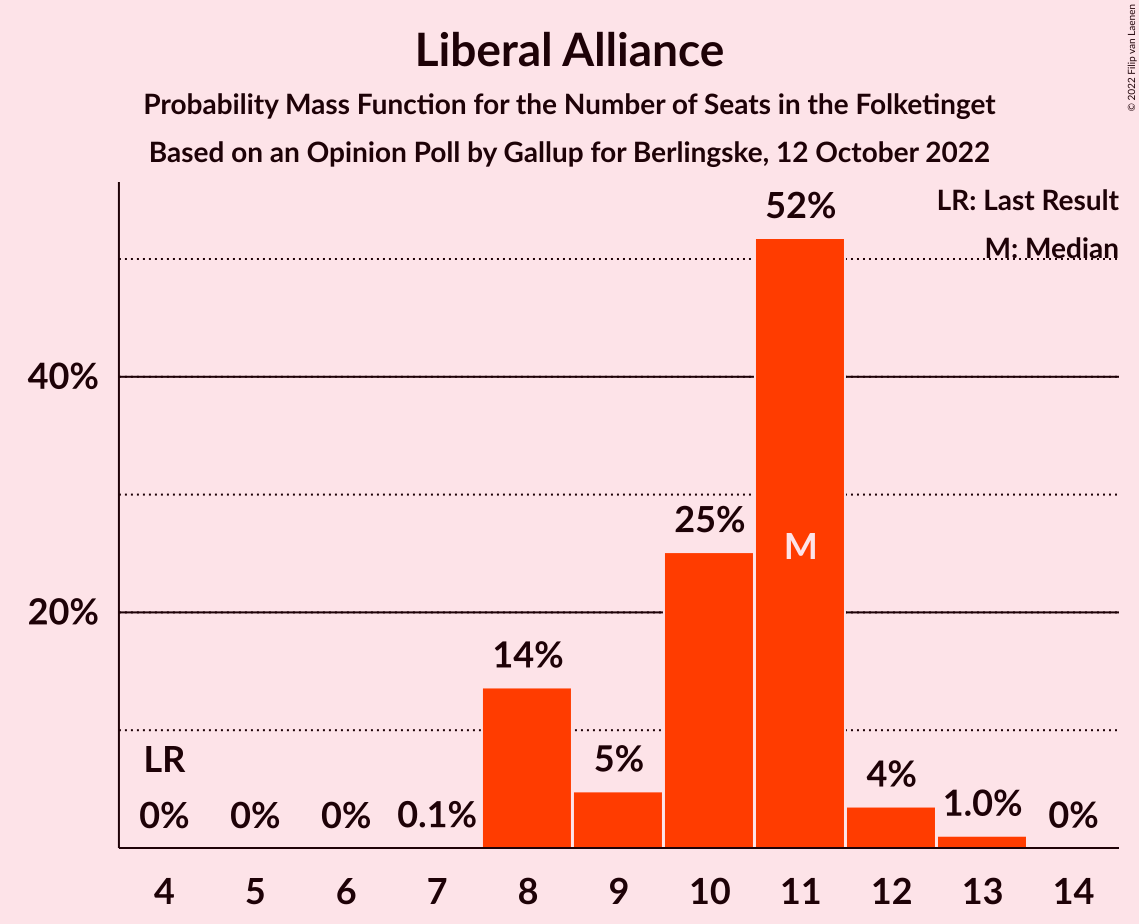 Liberal Alliance
Probability Mass Function for the Number of Seats in the Folketinget
Based on an Opinion Poll by Gallup for Berlingske, 12 October 2022
© 2022 Filip van Laenen
LR: Last Result
M: Median
52%
40%
25%
M
20%
14%
LR
5%
4%
0% 0% 0% 0.1% 1.0% 0%
4 5 6 7 8 9 10 11 12 13 14